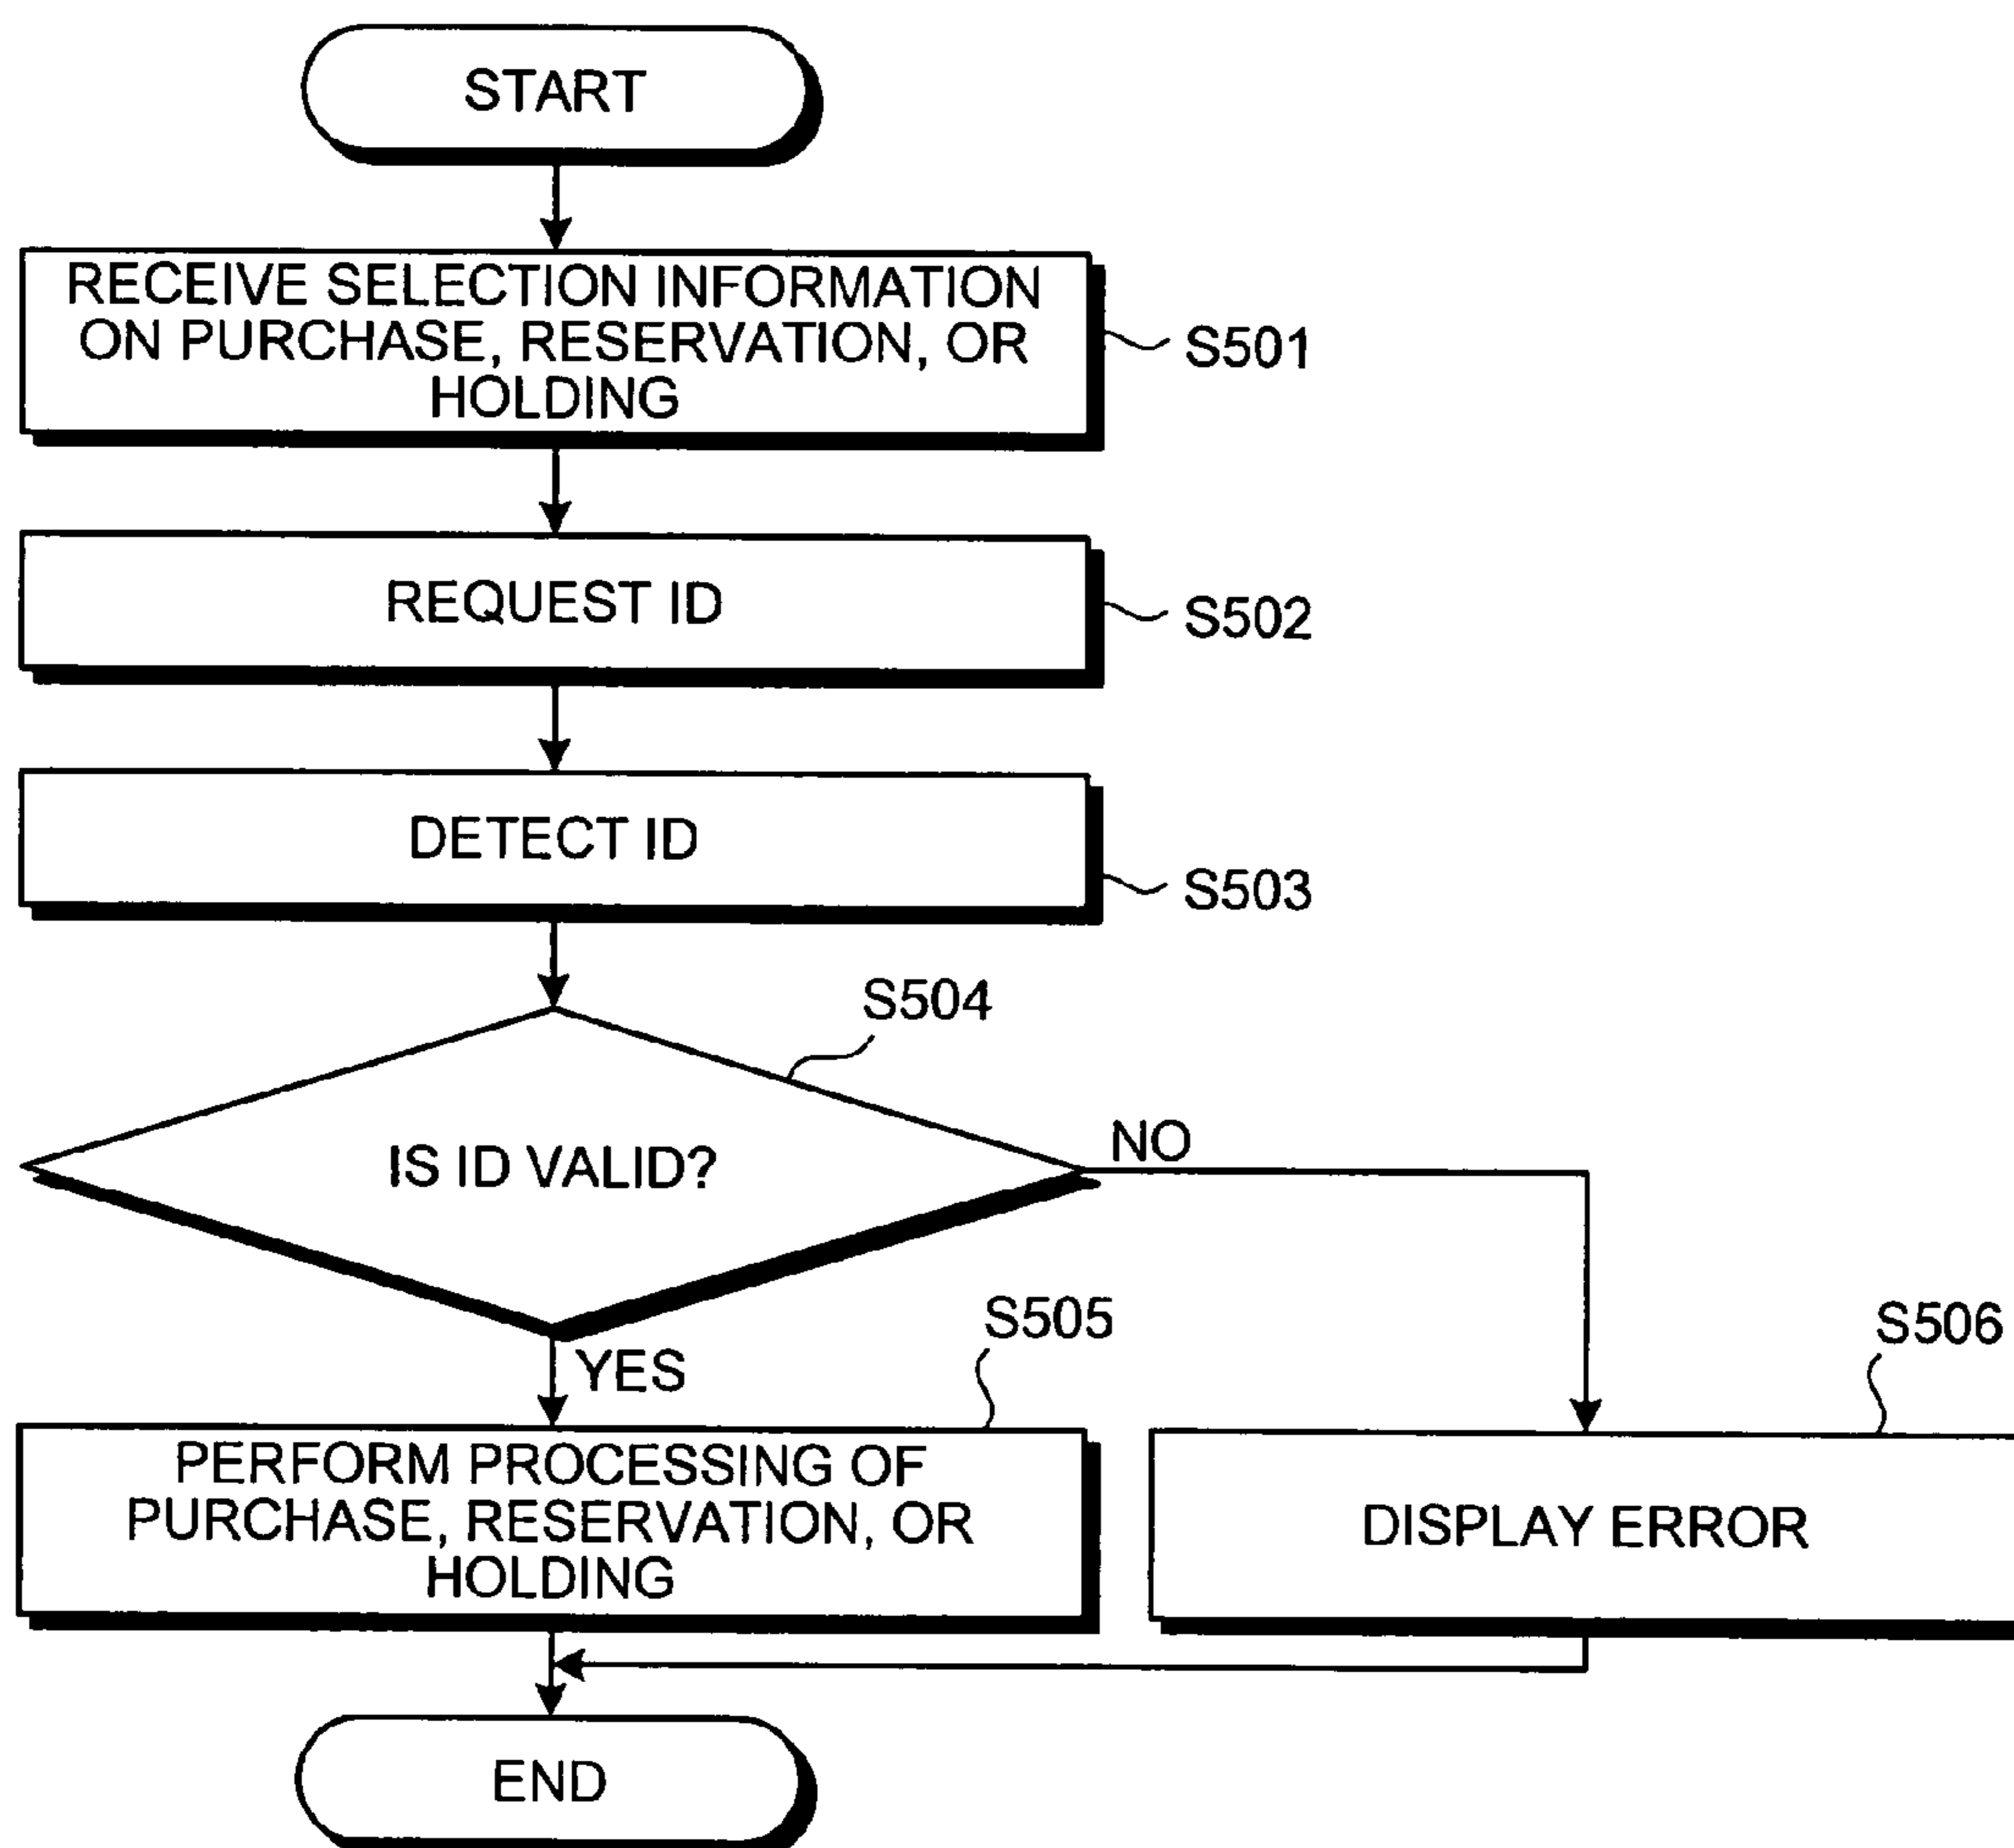 START
RECEIVE SELECTION INFORMATION
ON PURCHASE, RESERVATION, OR
HOLDING
S501
REQUEST ID
S502
DETECT ID
S503
S504
IS ID VALID?
NO
YES
S505
PERFORM PROCESSING OF
PURCHASE, RESERVATION, OR
HOLDING
S506
DISPLAY ERROR
END